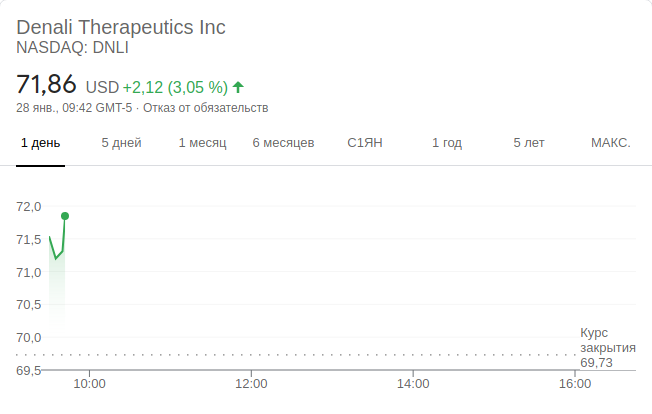 Denali Therapeutics Inc
NASDAQ: DNLI
71,86 USD +2,12 (3,05 %)
28 янв., 09:42 GMT-5 · Отказ от обязательств
1 день 5 дней 1 месяц 6 месяцев С1ЯН 1 год 5 лет МАКС.
72,0
71,5
71,0
70,5
70,0
69,5
Курс
закрытия
69,73
10:00 12:00 14:00 16:00